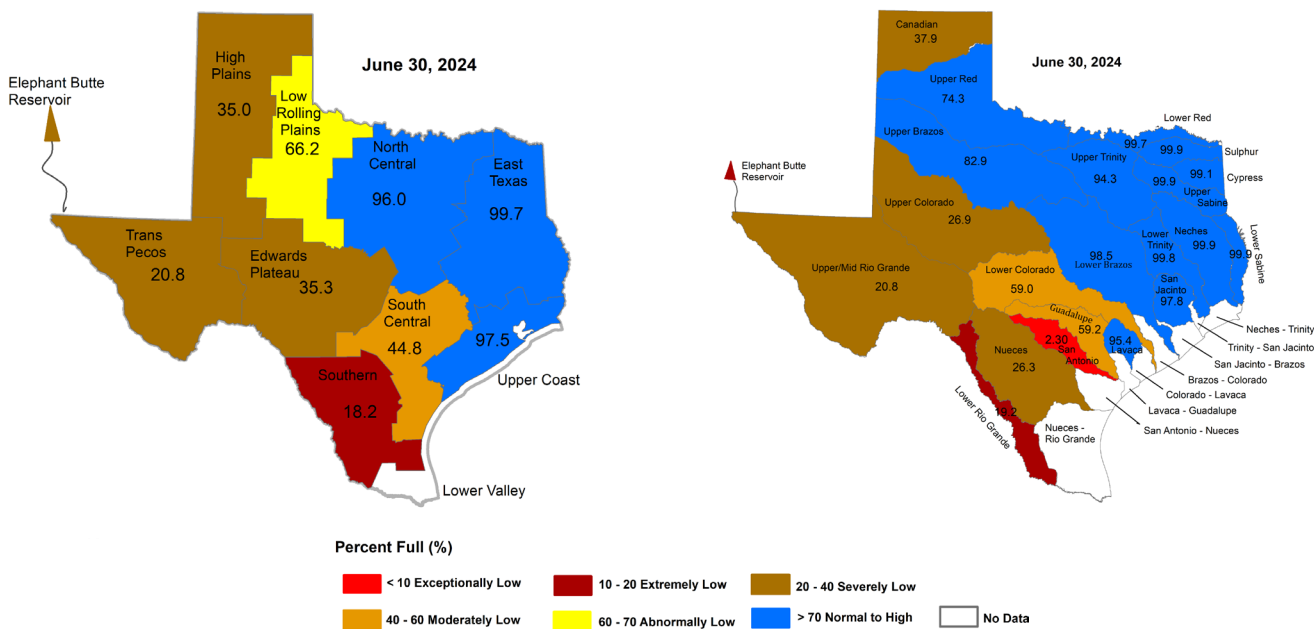 June 30, 2024
Elephant Butte
Reservoir
High
Plains
35.0
Low
Rolling
Plains
66.2
North
Central
96.0
East
Texas
99.7
Trans
Pecos
20.8
Edwards
Plateau
35.3
South
Central
44.8
97.5
Upper Coast
Southern
18.2
Lower Valley
June 30, 2024
Elephant Butte
Reservoir
Canadian
37.9
Upper Red
74.3
Lower Red
99.7
Upper Brazos
82.9
Upper Trinity
94.3
99.9
Sulphur
99.1
Cypress
99.9
Upper
Sabine
Upper Colorado
26.9
98.5
Lower Brazos
Lower
Trinity
99.8
Neches
99.9
99.9
Lower Sabine
Upper/Mid Rio Grande
20.8
Lower Colorado
59.0
San
Jacinto
97.8
Guadalupe
59.2
2.30
San
Antonio
95.4
Lavaca
Nueces
26.3
19.2
Lower Rio Grande
Nueces -
Rio Grande
Neches - Trinity
Trinity - San Jacinto
San Jacinto - Brazos
Brazos - Colorado
Colorado - Lavaca
Lavaca - Guadalupe
San Antonio - Nueces
Percent Full (%)
< 10 Exceptionally Low
10 - 20 Extremely Low
20 - 40 Severely Low
40 - 60 Moderately Low
60 - 70 Abnormally Low
> 70 Normal to High
No Data